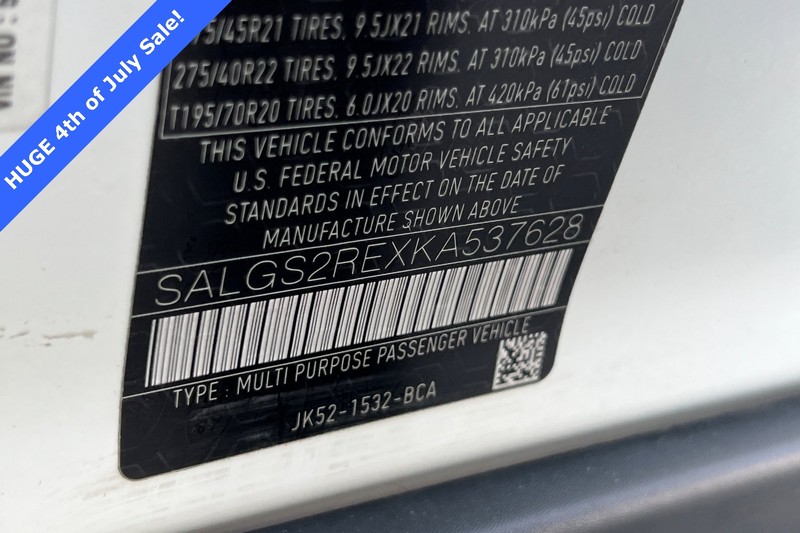 HUGE 4th of July Sale!
VIN NO:
75/45R21 TIRES, 9.5JX21 RIMS, AT 310kPa (45psi) COLD
275/40R22 TIRES, 9.5JX22 RIMS, AT 310kPa (45psi) COLD
T195/70R20 TIRES, 6.0JX20 RIMS, AT 420kPa (61psi) COLD
THIS VEHICLE CONFORMS TO ALL APPLICABLE
U.S. FEDERAL MOTOR VEHICLE SAFETY
STANDARDS IN EFFECT ON THE DATE OF
MANUFACTURE SHOWN ABOVE
SALGS2REXKA537628
TYPE : MULTI PURPOSE PASSENGER VEHICLE
JK52-1532-BCA